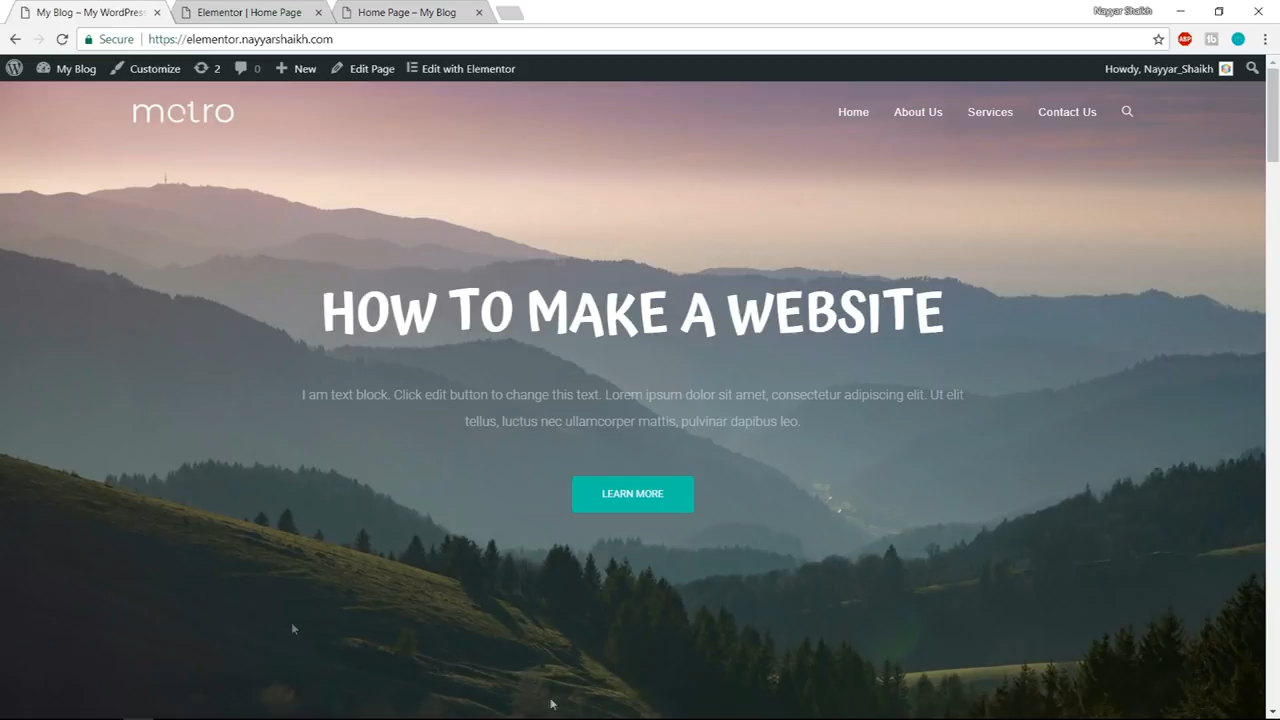 My Blog – My WordPress
Elementor | Home Page
Home Page – My Blog
Nayyar Shaikh
Secure
https://elementor.nayyarshaikh.com
ABP
tb
My Blog
Customize
2
0
New
Edit Page
Edit with Elementor
Howdy, Nayyar_Shaikh
metro
Home
About Us
Services
Contact Us
HOW TO MAKE A WEBSITE
I am text block. Click edit button to change this text. Lorem ipsum dolor sit amet, consectetur adipiscing elit. Ut elit
tellus, luctus nec ullamcorper mattis, pulvinar dapibus leo.
LEARN MORE